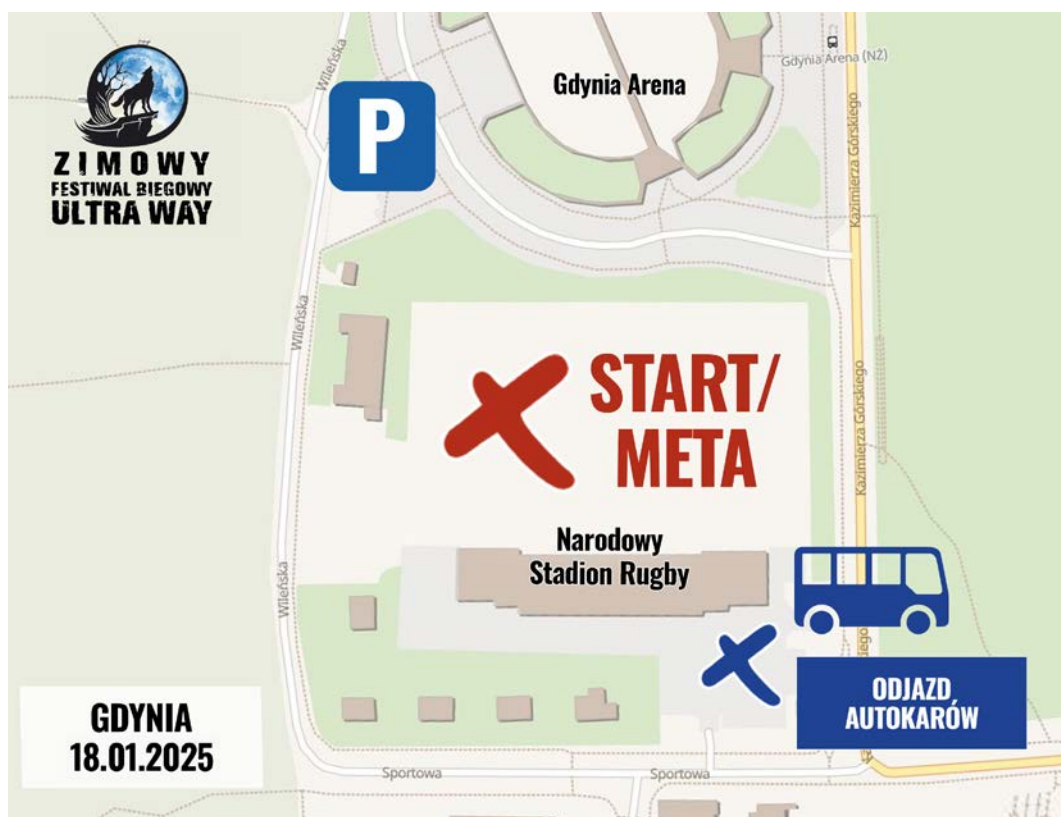 ZIMOWY
FESTIWAL BIEGOWY
ULTRA WAY
Wileńska
P
Gdynia Arena
Gdynia Arena (NŻ)
Kazimierza Górskiego
Wileńska
START/
META
Kazimierza Górskiego
Narodowy
Stadion Rugby
Wileńska
ODJAZD
AUTOKARÓW
GDYNIA
18.01.2025
Sportowa
Sportowa